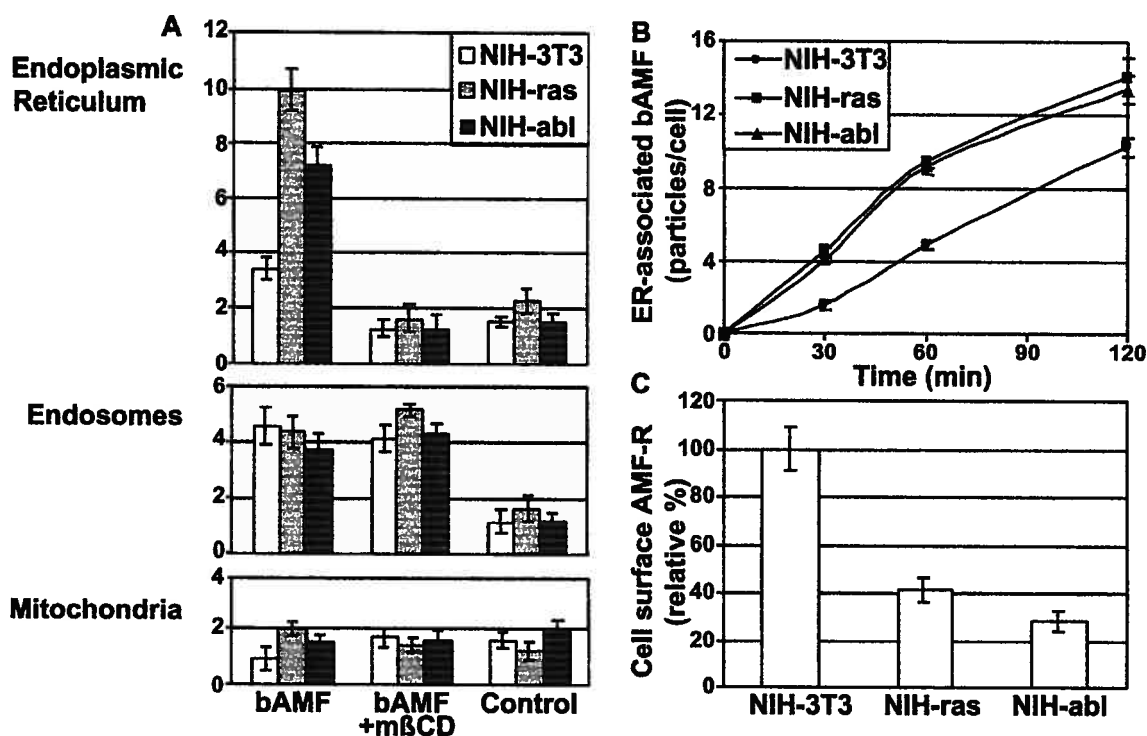 A
Endoplasmic
Reticulum
12
10
8
6
4
2
0
NIH-3T3
NIH-ras
NIH-abl
Endosomes
6
4
2
0
Mitochondria
4
2
0
bAMF
bAMF
+mßCD
Control
B
ER-associated bAMF
(particles/cell)
16
12
8
4
0
NIH-3T3
NIH-ras
NIH-abl
0
30
60
90
120
Time (min)
C
Cell surface AMF-R
(relative %)
120
100
80
60
40
20
0
NIH-3T3
NIH-ras
NIH-abl